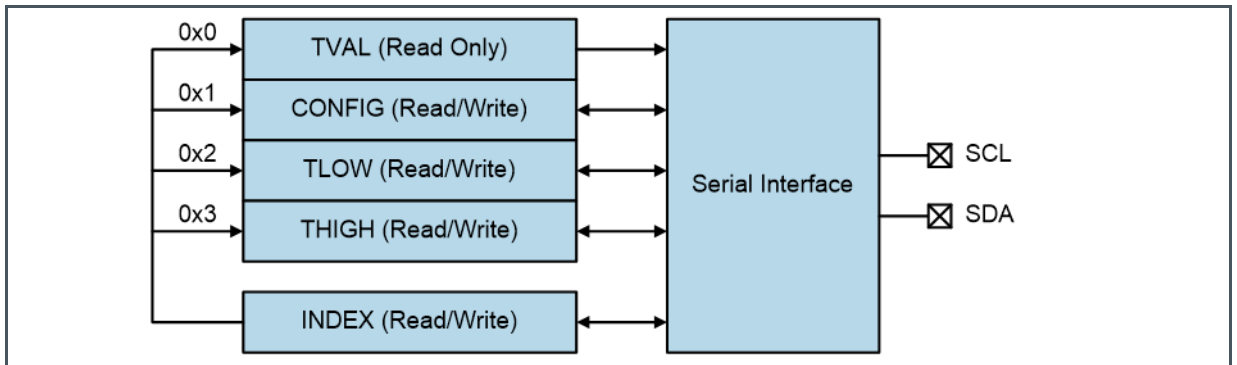 0x0
TVAL (Read Only)
0x1
CONFIG (Read/Write)
0x2
TLOW (Read/Write)
0x3
THIGH (Read/Write)
INDEX (Read/Write)
Serial Interface
SCL
SDA